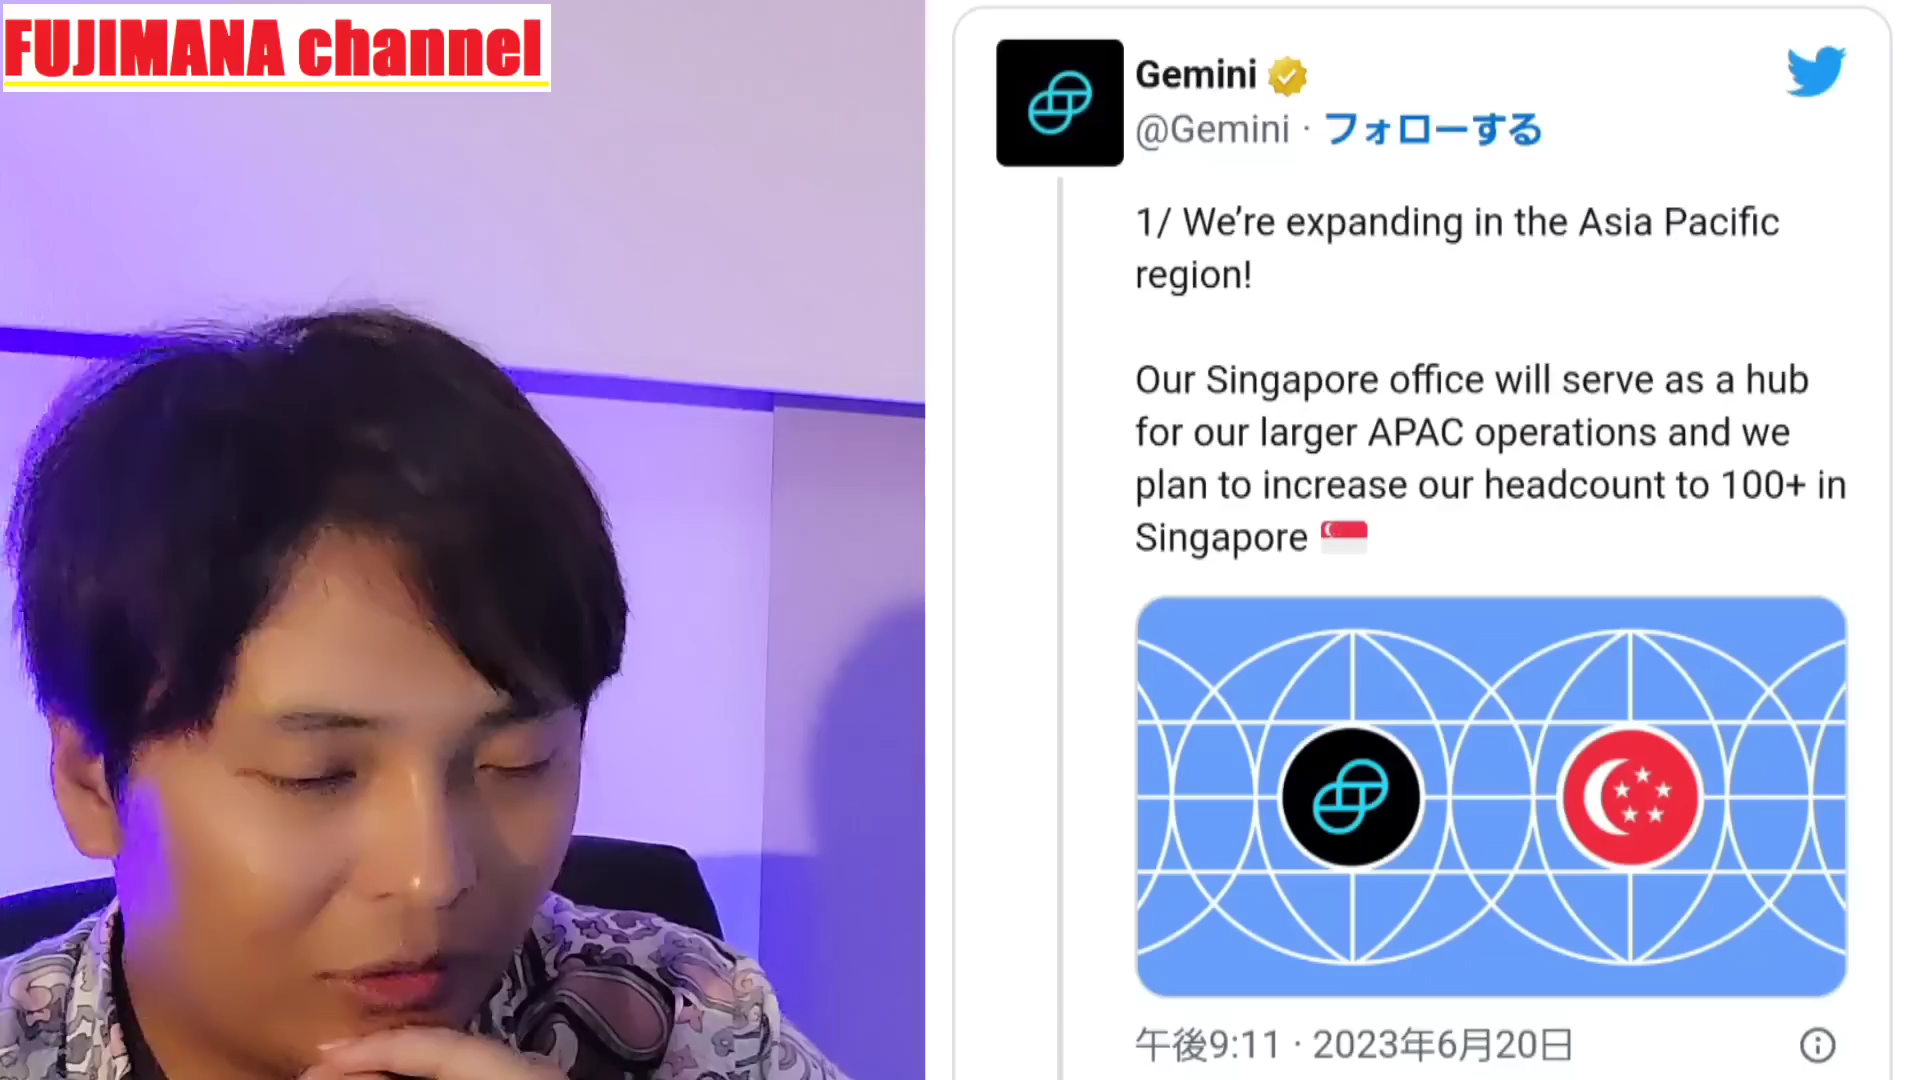 FUJIMANA channel
Gemini
@Gemini · フォローする
1/ We’re expanding in the Asia Pacific
region!
Our Singapore office will serve as a hub
for our larger APAC operations and we
plan to increase our headcount to 100+ in
Singapore 🇸🇬
午後9:11 · 2023年6月20日